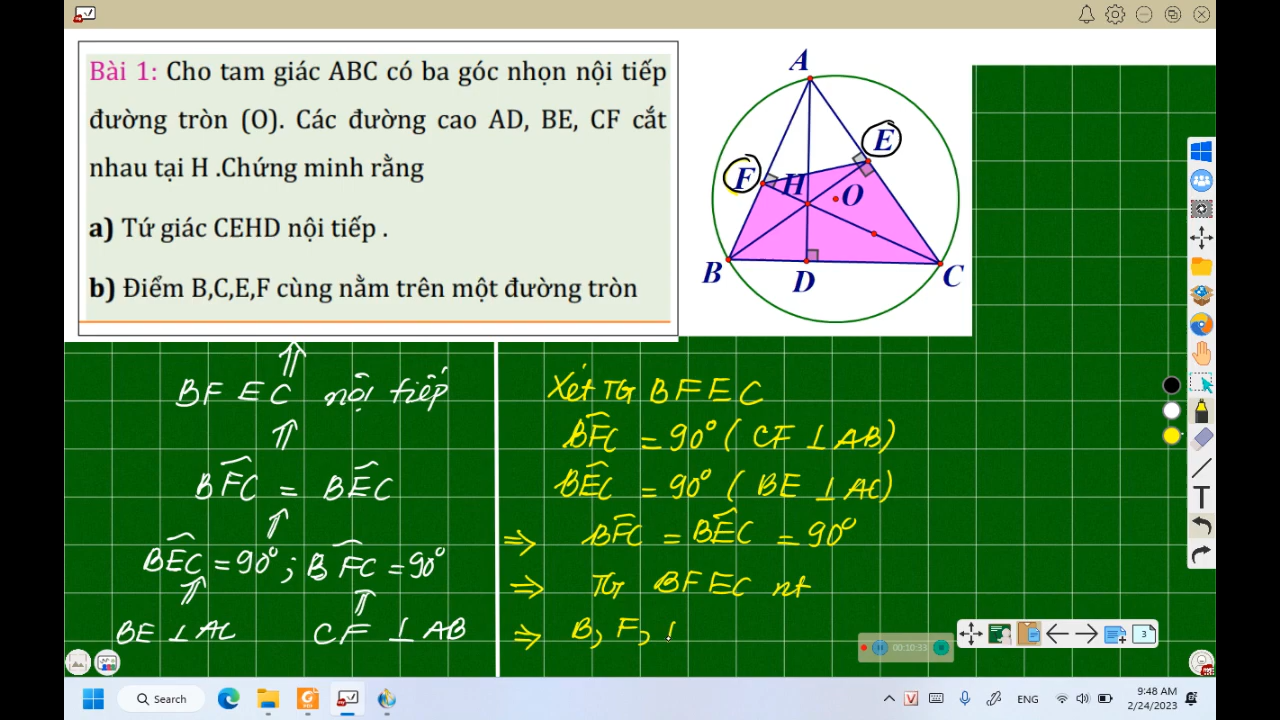 Bài 1: Cho tam giác ABC có ba góc nhọn nội tiếp
đường tròn (O). Các đường cao AD, BE, CF cắt
nhau tại H .Chứng minh rằng
a) Tứ giác CEHD nội tiếp .
b) Điểm B,C,E,F cùng nằm trên một đường tròn
A
E
F
H
O
B
D
C
⇑
BFEC nội tiếp
⇑
BFC = BEC
⇑
BEC = 90° ; BFC = 90°
⇑ ⇑
BE ⊥ AC CF ⊥ AB
Xét TG BFEC
BFC = 90° ( CF ⊥ AB)
BEC = 90° ( BE ⊥ AC)
⇒ BFC = BEC = 90°
⇒ TG BFEC nt
⇒ B, F,
00:10:33
3
Search
ENG
9:48 AM
2/24/2023